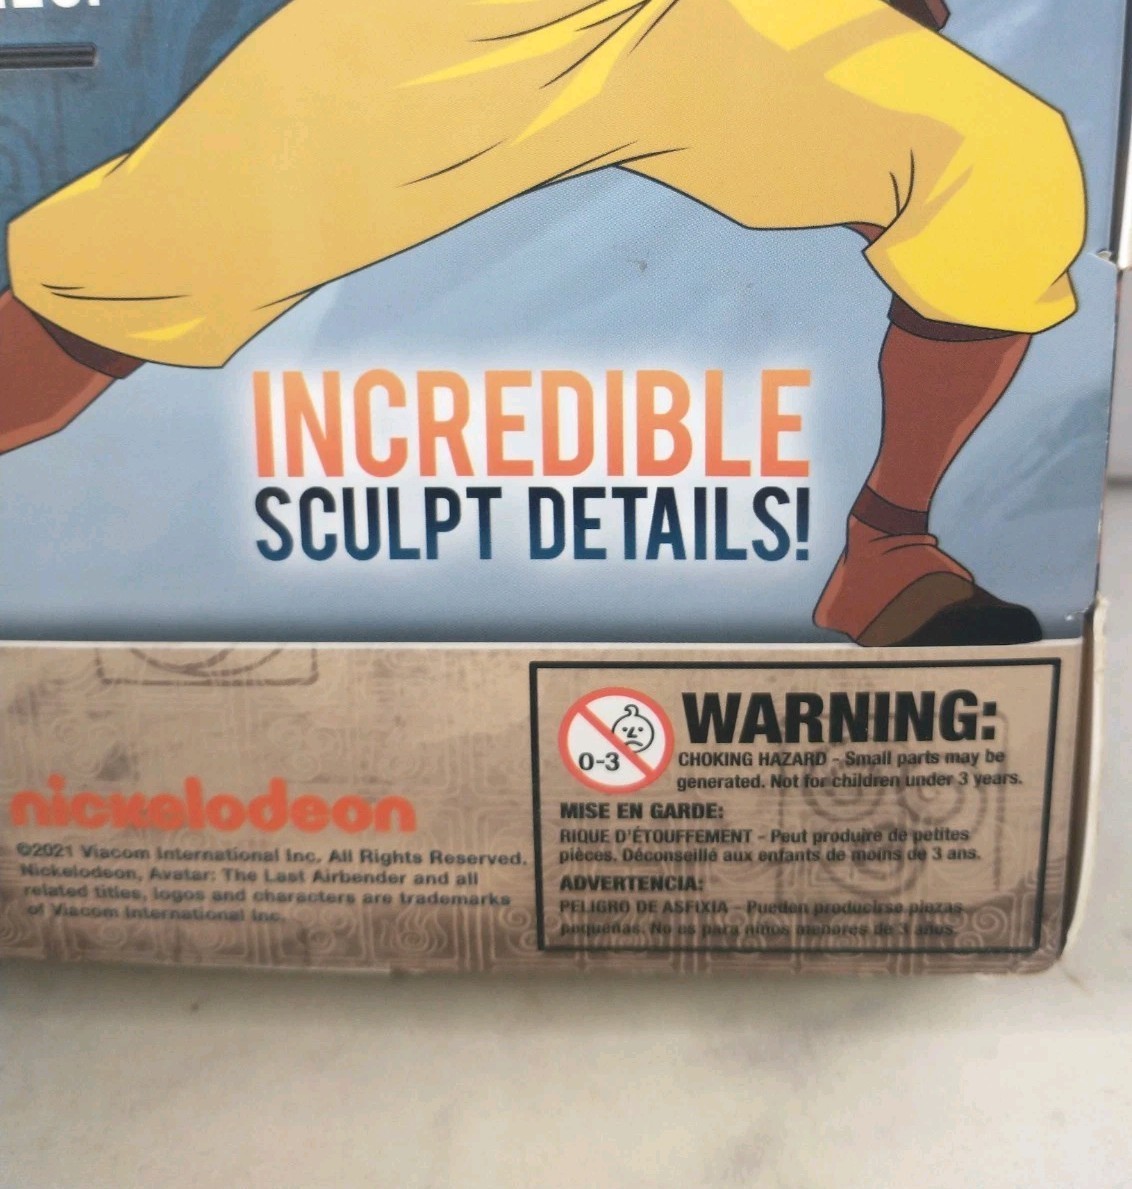 INCREDIBLE
SCULPT DETAILS!
nickelodeon
©2021 Viacom International Inc. All Rights Reserved.
Nickelodeon, Avatar: The Last Airbender and all
related titles, logos and characters are trademarks
of Viacom International Inc.
0-3
WARNING:
CHOKING HAZARD - Small parts may be
generated. Not for children under 3 years.
MISE EN GARDE:
RIQUE D'ÉTOUFFEMENT - Peut produire de petites
pièces. Déconseillé aux enfants de moins de 3 ans.
ADVERTENCIA:
PELIGRO DE ASFIXIA - Pueden producirse piezas
pequeñas. No es para niños menores de 3 años.